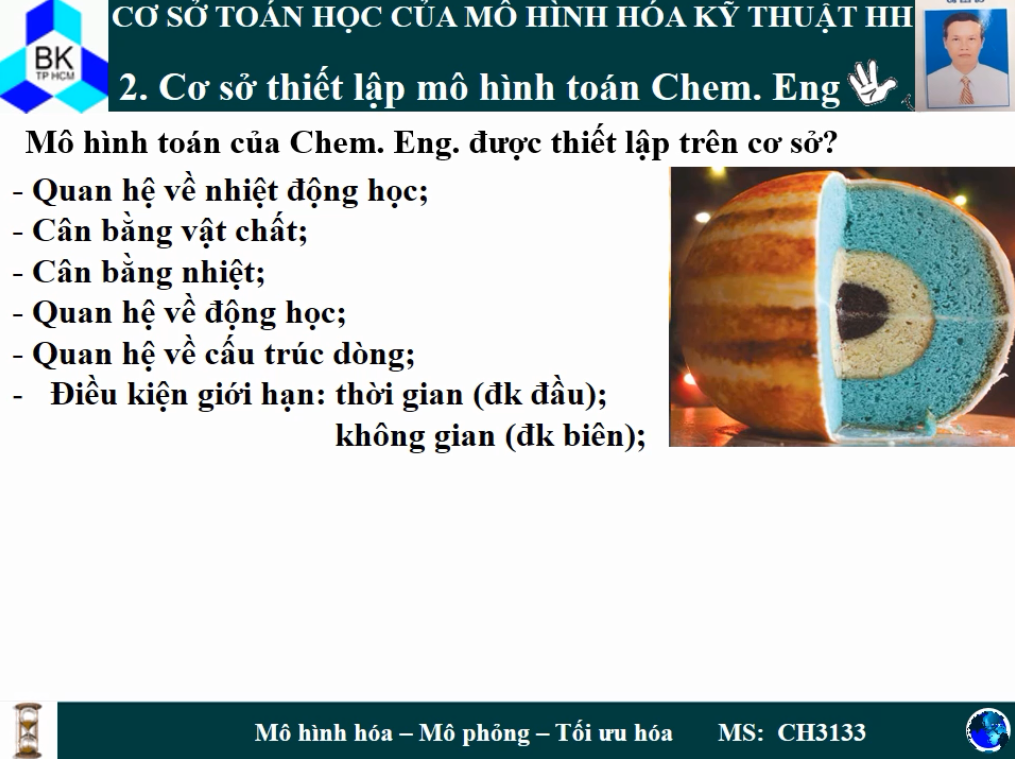 CƠ SỞ TOÁN HỌC CỦA MÔ HÌNH HÓA KỸ THUẬT HH
BK
TP HCM
2. Cơ sở thiết lập mô hình toán Chem. Eng
Mô hình toán của Chem. Eng. được thiết lập trên cơ sở?
- Quan hệ về nhiệt động học;
- Cân bằng vật chất;
- Cân bằng nhiệt;
- Quan hệ về động học;
- Quan hệ về cấu trúc dòng;
- Điều kiện giới hạn: thời gian (đk đầu);
không gian (đk biên);
Mô hình hóa – Mô phỏng – Tối ưu hóa MS: CH3133